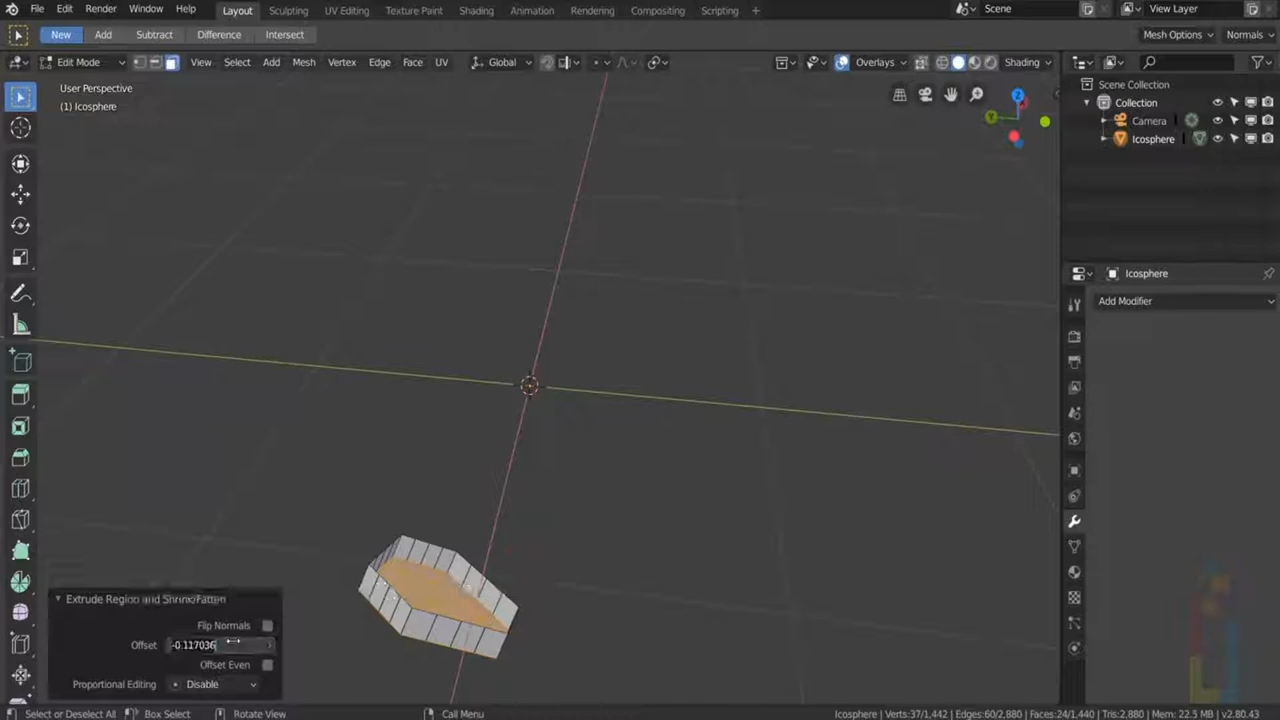 File Edit Render Window Help Layout Sculpting UV Editing Texture Paint Shading Animation Rendering Compositing Scripting + Scene View Layer
New Add Subtract Difference Intersect Mesh Options Normals
Edit Mode View Select Add Mesh Vertex Edge Face UV Global Overlays Shading
User Perspective
(1) Icosphere
Z
Y
Scene Collection
Collection
Camera
Icosphere
Icosphere
Add Modifier
Extrude Region and Shrink/Fatten
Flip Normals
Offset -0.117036
Offset Even
Proportional Editing Disable
Select or Deselect All Box Select Rotate View Call Menu Icosphere | Verts:37/1,442 | Edges:60/2,880 | Faces:24/1,440 | Tris:2,880 | Mem: 22.5 MB | v2.80.43